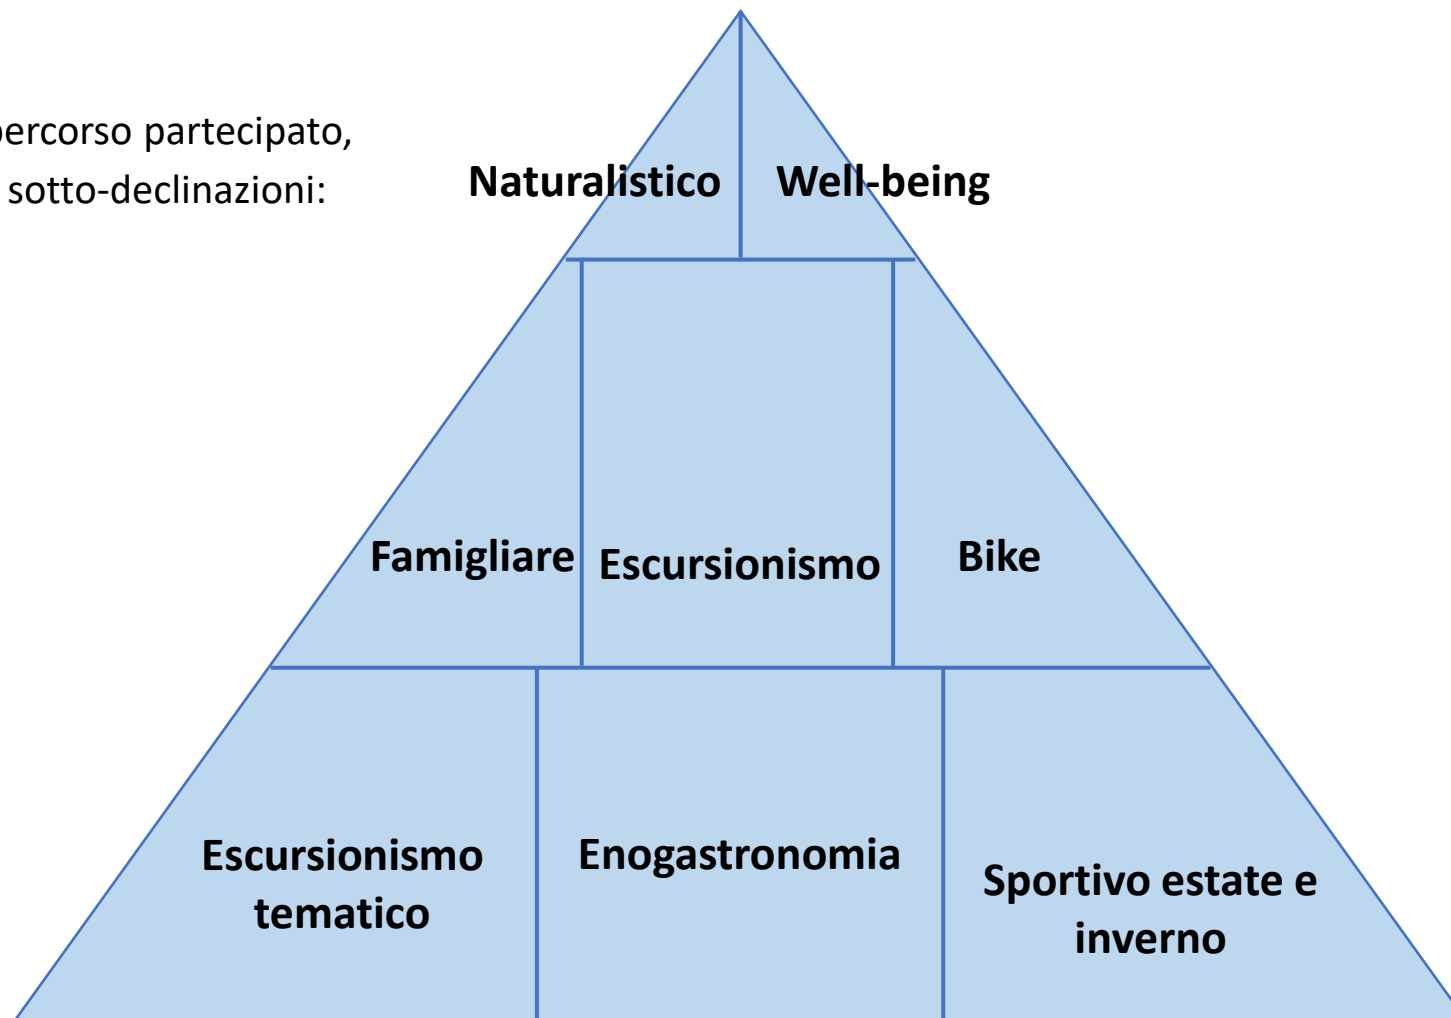 percorso partecipato,
sotto-declinazioni:
Naturalistico Well-being
Famigliare Escursionismo Bike
Escursionismo
tematico
Enogastronomia
Sportivo estate e
inverno